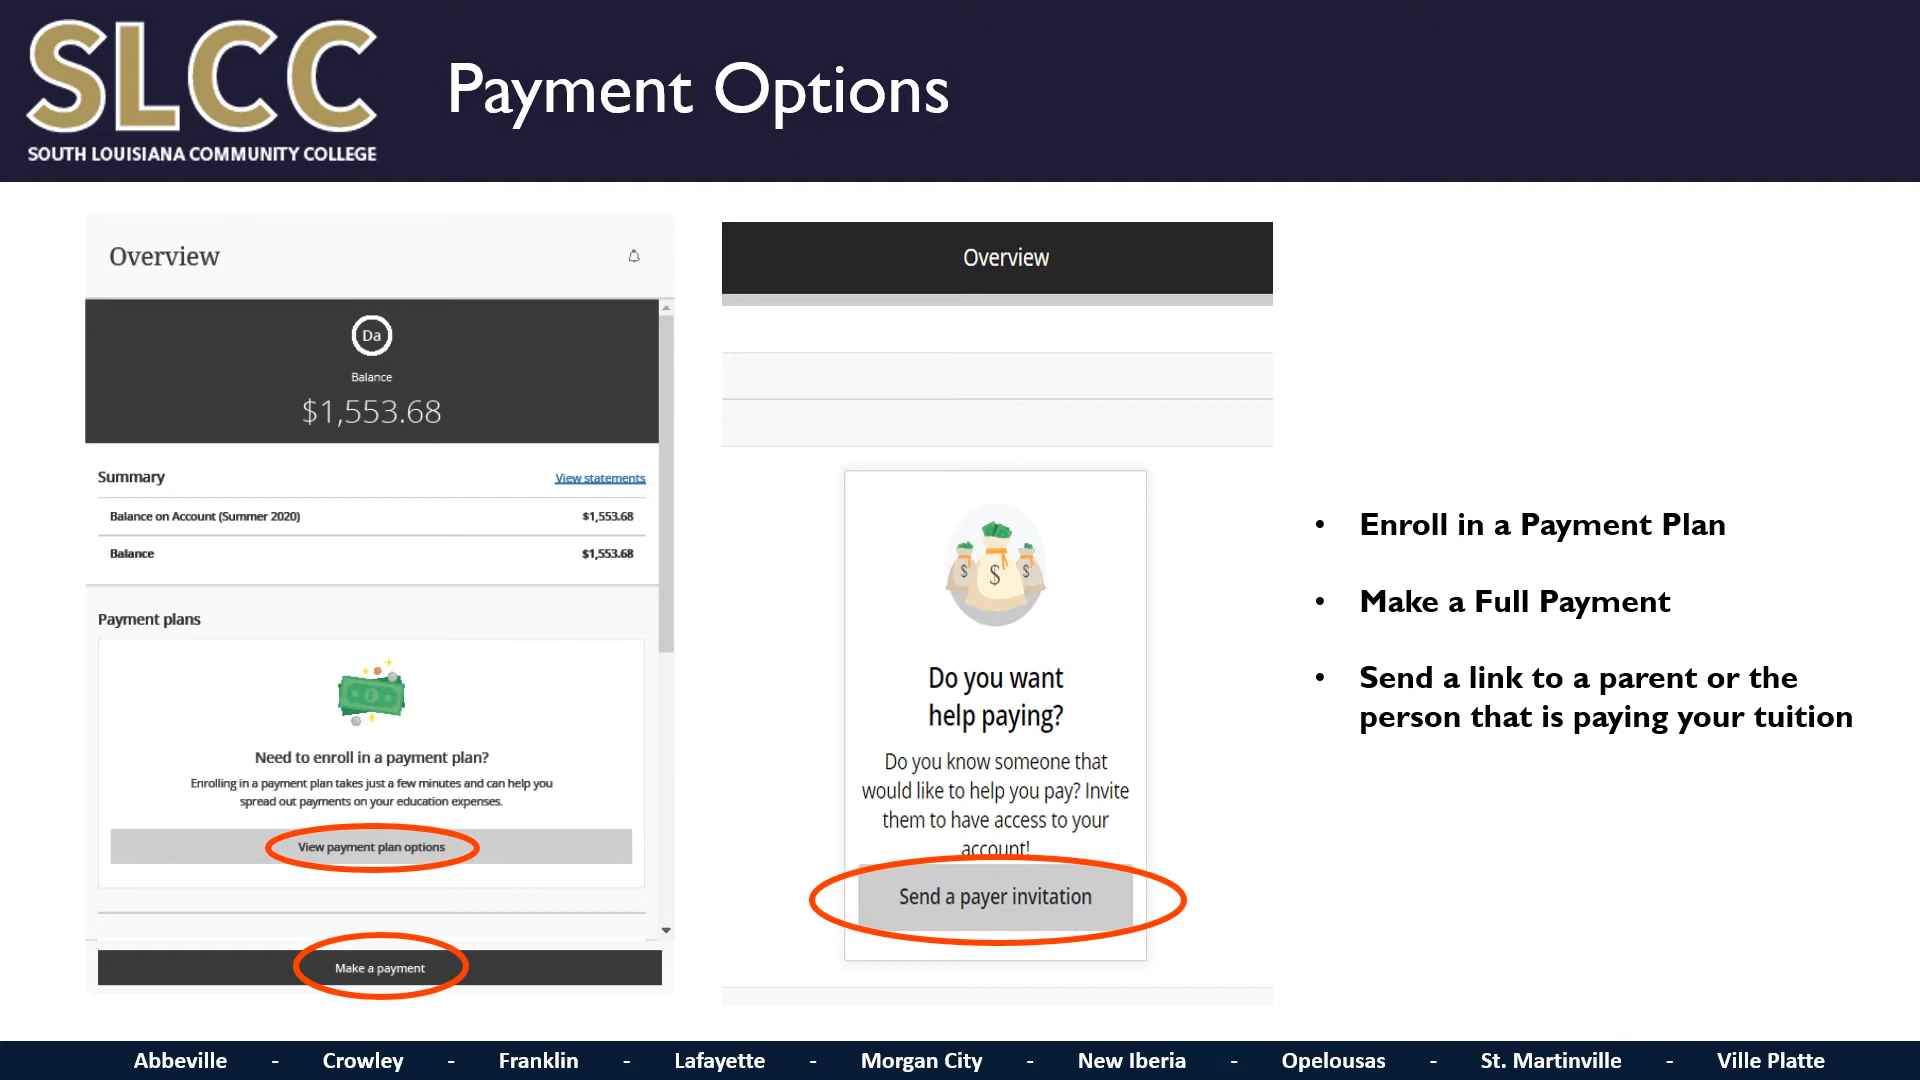 SLCC
SOUTH LOUISIANA COMMUNITY COLLEGE
Payment Options
Overview
Da
Balance
$1,553.68
Summary
View statements
Balance on Account (Summer 2020) $1,553.68
Balance $1,553.68
Payment plans
Need to enroll in a payment plan?
Enrolling in a payment plan takes just a few minutes and can help you
spread out payments on your education expenses.
View payment plan options
Make a payment
Overview
$ $ $
Do you want
help paying?
Do you know someone that
would like to help you pay? Invite
them to have access to your
account!
Send a payer invitation
• Enroll in a Payment Plan
• Make a Full Payment
• Send a link to a parent or the
person that is paying your tuition
Abbeville - Crowley - Franklin - Lafayette - Morgan City - New Iberia - Opelousas - St. Martinville - Ville Platte